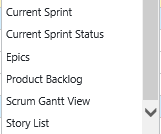 Current Sprint
Current Sprint Status
Epics
Product Backlog
Scrum Gantt View
Story List